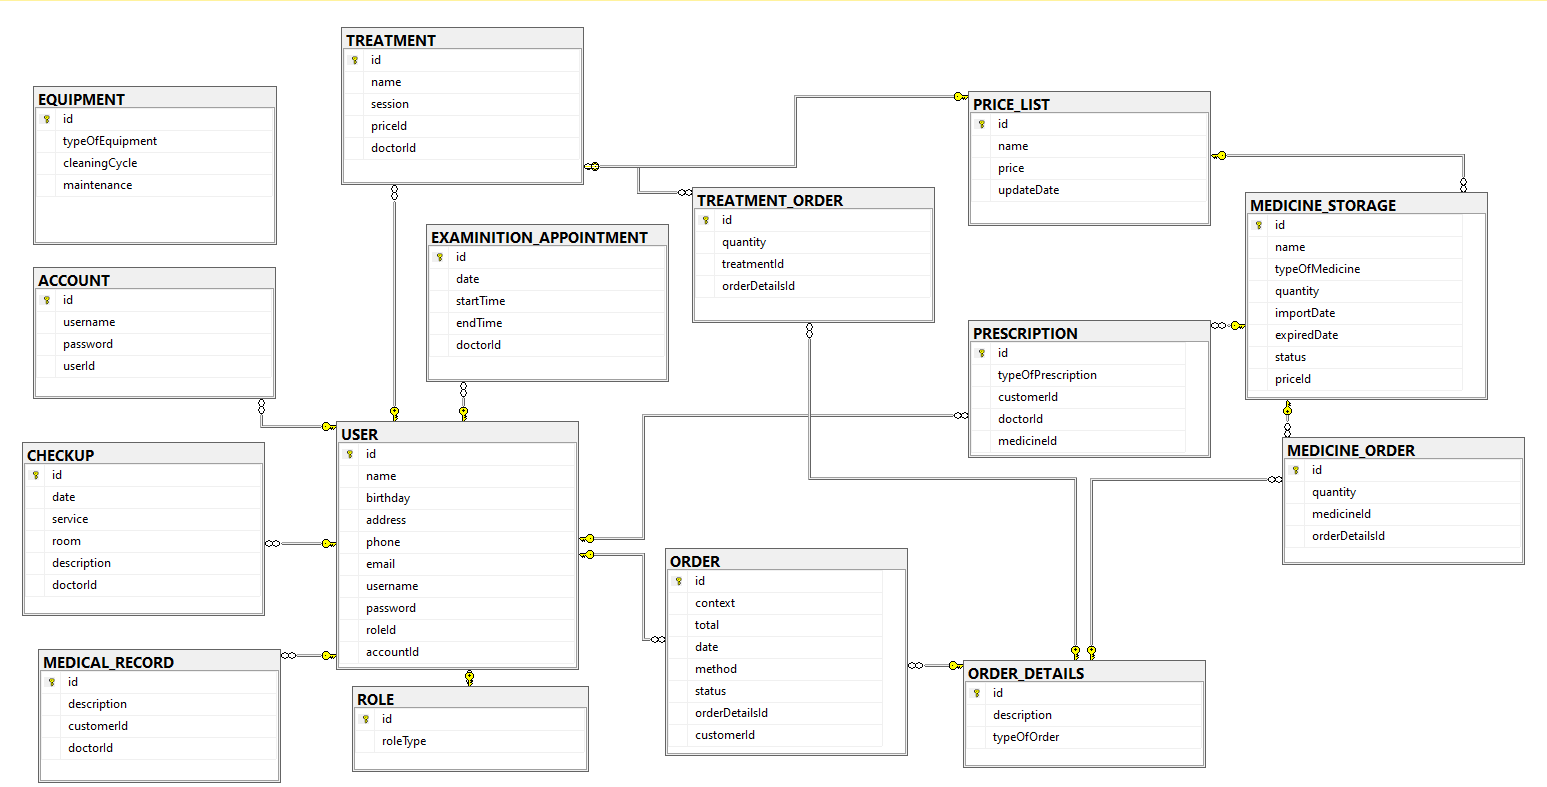 TREATMENT
id
name
session
priceId
doctorId
EQUIPMENT
id
typeOfEquipment
cleaningCycle
maintenance
PRICE_LIST
id
name
price
updateDate
TREATMENT_ORDER
id
quantity
treatmentId
orderDetailsId
MEDICINE_STORAGE
id
name
typeOfMedicine
quantity
importDate
expiredDate
status
priceId
EXAMINITION_APPOINTMENT
id
date
startTime
endTime
doctorId
ACCOUNT
id
username
password
userId
PRESCRIPTION
id
typeOfPrescription
customerId
doctorId
medicineId
USER
id
name
birthday
address
phone
email
username
password
roleId
accountId
CHECKUP
id
date
service
room
description
doctorId
MEDICINE_ORDER
id
quantity
medicineId
orderDetailsId
ORDER
id
context
total
date
method
status
orderDetailsId
customerId
MEDICAL_RECORD
id
description
customerId
doctorId
ROLE
id
roleType
ORDER_DETAILS
id
description
typeOfOrder